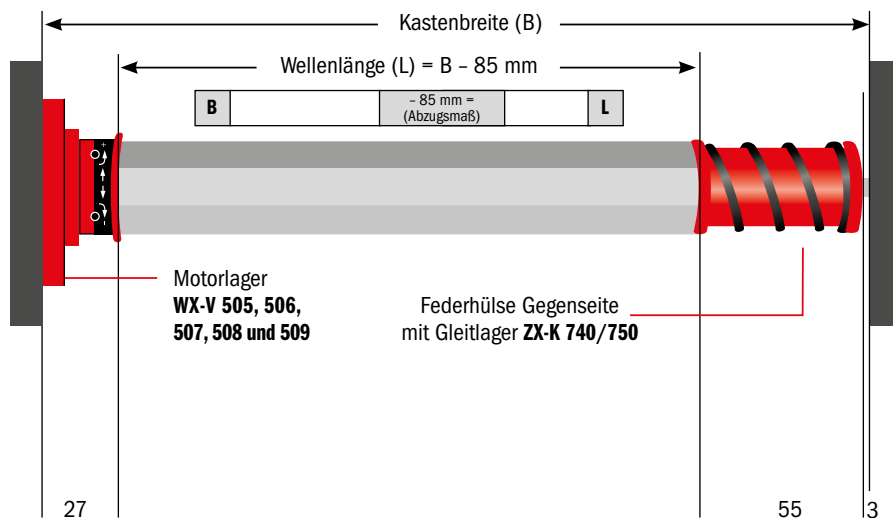 Kastenbreite (B)
Wellenlänge (L) = B – 85 mm
B
– 85 mm =
(Abzugsmaß)
L
+
-
Motorlager
WX-V 505, 506,
507, 508 und 509
Federhülse Gegenseite
mit Gleitlager ZX-K 740/750
27
55
3